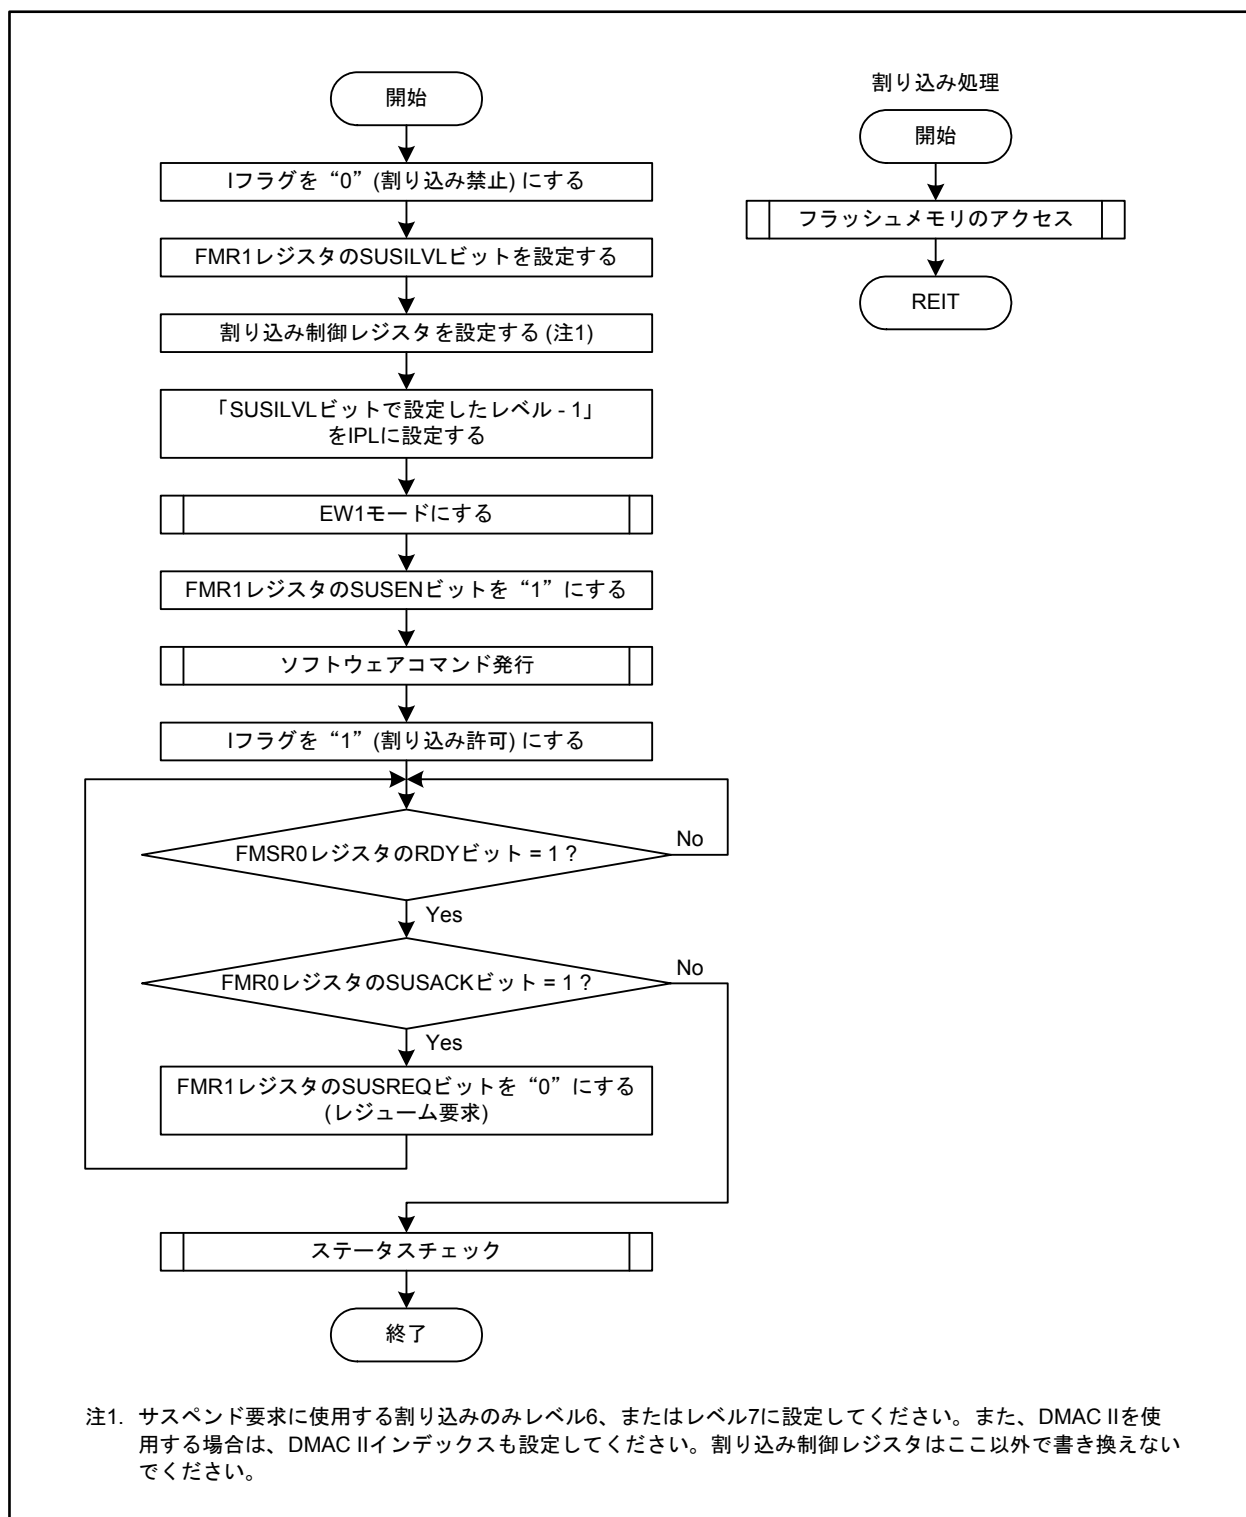 開始
Iフラグを“0”(割り込み禁止) にする
FMR1レジスタのSUSILVLビットを設定する
割り込み制御レジスタを設定する (注1)
「SUSILVLビットで設定したレベル - 1」
をIPLに設定する
EW1モードにする
FMR1レジスタのSUSENビットを“1”にする
ソフトウェアコマンド発行
Iフラグを“1”(割り込み許可) にする
FMSR0レジスタのRDYビット = 1 ?
No
Yes
FMR0レジスタのSUSACKビット = 1 ?
No
Yes
FMR1レジスタのSUSREQビットを“0”にする
(レジューム要求)
ステータスチェック
終了
割り込み処理
開始
フラッシュメモリのアクセス
REIT
注1. サスペンド要求に使用する割り込みのみレベル6、またはレベル7に設定してください。また、DMAC IIを使
用する場合は、DMAC IIインデックスも設定してください。割り込み制御レジスタはここ以外で書き換えない
でください。